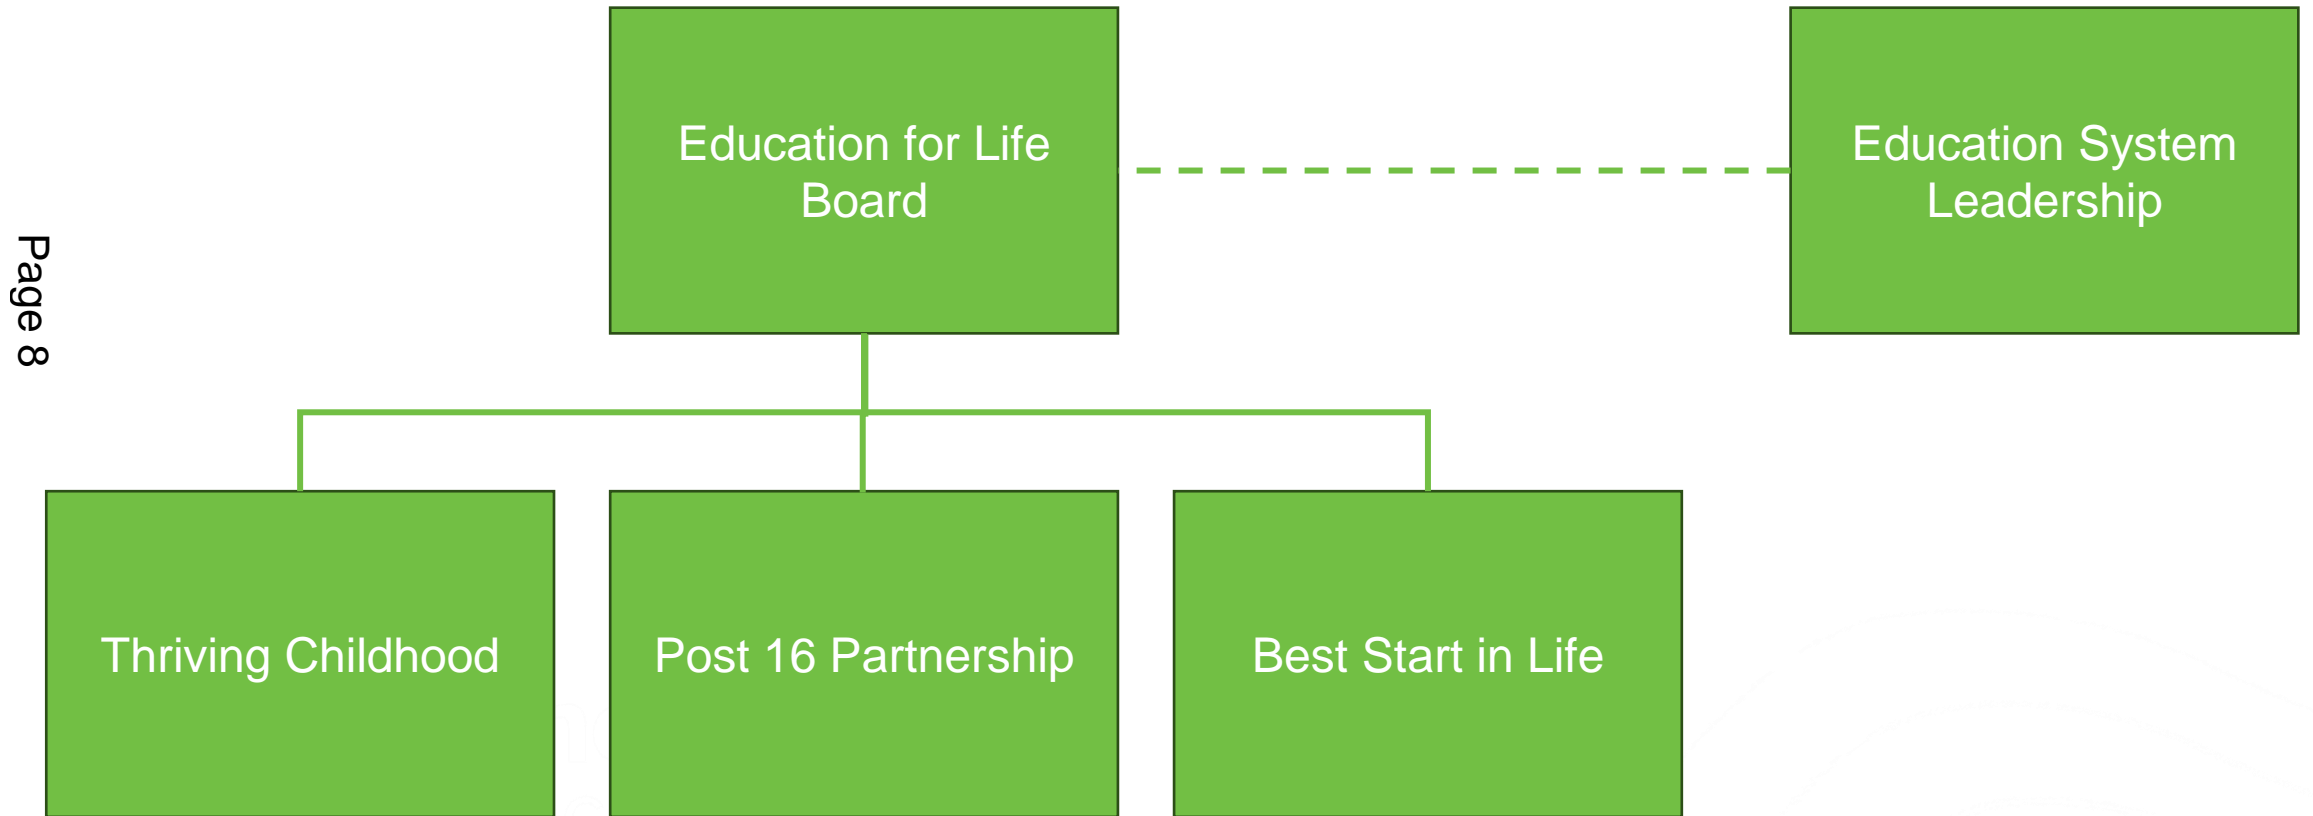 Education for Life
Board
Education System
Leadership
Page 8
Thriving Childhood
Post 16 Partnership
Best Start in Life